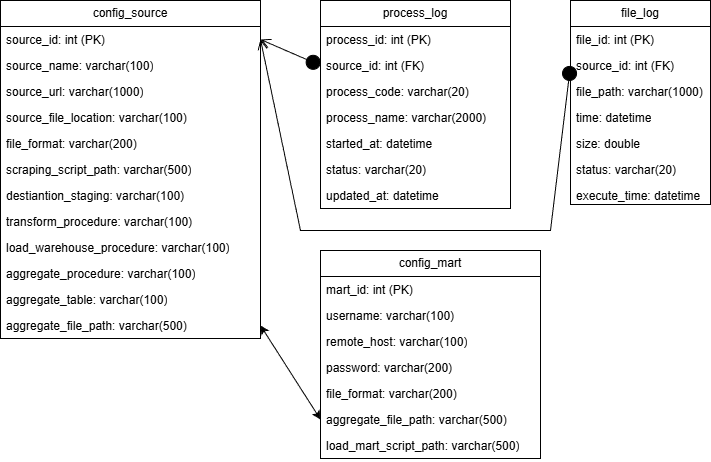 config_source
source_id: int (PK)
source_name: varchar(100)
source_url: varchar(1000)
source_file_location: varchar(100)
file_format: varchar(200)
scraping_script_path: varchar(500)
destiantion_staging: varchar(100)
transform_procedure: varchar(100)
load_warehouse_procedure: varchar(100)
aggregate_procedure: varchar(100)
aggregate_table: varchar(100)
aggregate_file_path: varchar(500)
process_log
process_id: int (PK)
source_id: int (FK)
process_code: varchar(20)
process_name: varchar(2000)
started_at: datetime
status: varchar(20)
updated_at: datetime
file_log
file_id: int (PK)
source_id: int (FK)
file_path: varchar(1000)
time: datetime
size: double
status: varchar(20)
execute_time: datetime
config_mart
mart_id: int (PK)
username: varchar(100)
remote_host: varchar(100)
password: varchar(200)
file_format: varchar(200)
aggregate_file_path: varchar(500)
load_mart_script_path: varchar(500)